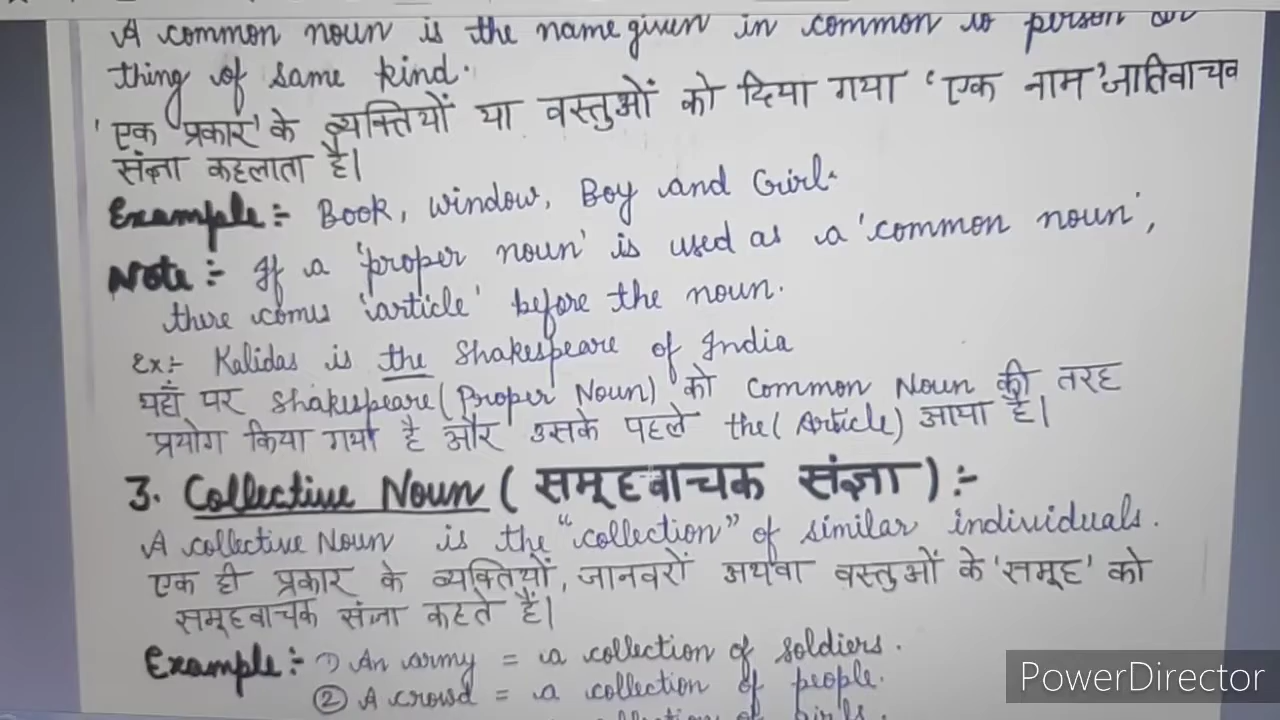 A common noun is the name given in common to person or
thing of same kind.
'एक प्रकार' के व्यक्तियों या वस्तुओं को दिया गया 'एक नाम' जातिवाचक
संज्ञा कहलाता है।
Example:- Book, window, Boy and Girl.
Note:- If a 'proper noun' is used as a 'common noun',
there comes 'article' before the noun.
Ex:- Kalidas is the Shakespeare of India
यहाँ पर Shakespeare (Proper Noun) को Common Noun की तरह
प्रयोग किया गया है और उसके पहले the (Article) आया है।
3. Collective Noun (समूहवाचक संज्ञा):-
A collective Noun is the "collection" of similar individuals.
एक ही प्रकार के व्यक्तियों, जानवरों अथवा वस्तुओं के 'समूह' को
समूहवाचक संज्ञा कहते हैं।
Example:- ① An army = a collection of soldiers.
② A crowd = a collection of people.
collection of
PowerDirector